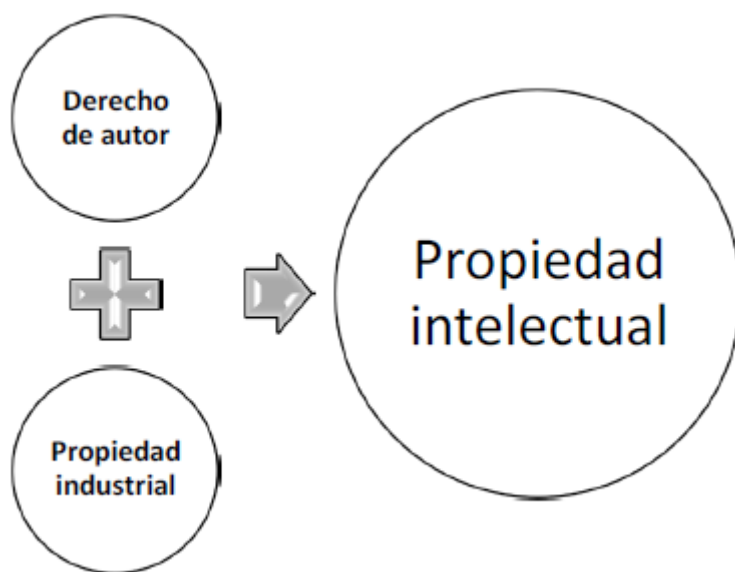 Derecho
de autor
Propiedad
industrial
Propiedad
intelectual